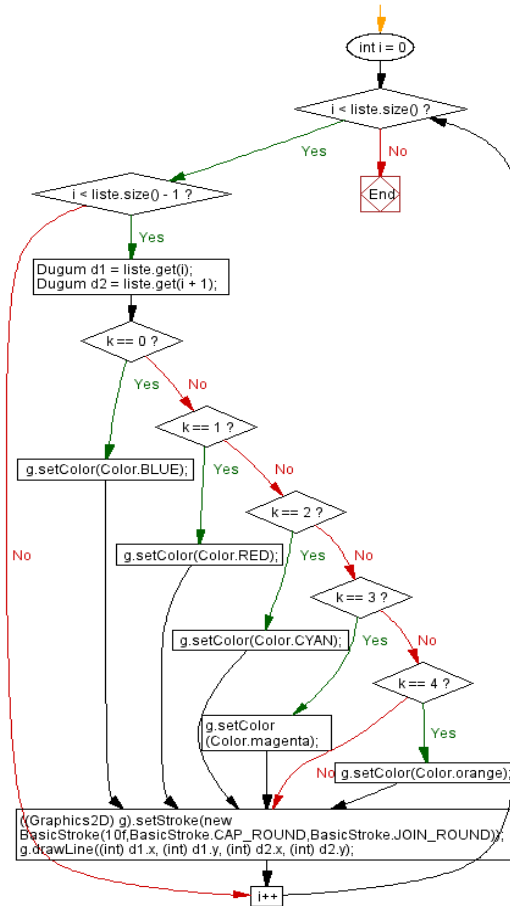 int i = 0
i < liste.size() ?
Yes
No
End
i < liste.size() - 1 ?
Yes
Dugum d1 = liste.get(i);
Dugum d2 = liste.get(i + 1);
k == 0 ?
Yes
No
k == 1 ?
g.setColor(Color.BLUE);
Yes
No
k == 2 ?
No
g.setColor(Color.RED);
Yes
No
k == 3 ?
g.setColor(Color.CYAN);
Yes
No
k == 4 ?
g.setColor
(Color.magenta);
Yes
No
g.setColor(Color.orange);
((Graphics2D) g).setStroke(new
BasicStroke(10f,BasicStroke.CAP_ROUND,BasicStroke.JOIN_ROUND));
g.drawLine((int) d1.x, (int) d1.y, (int) d2.x, (int) d2.y);
i++